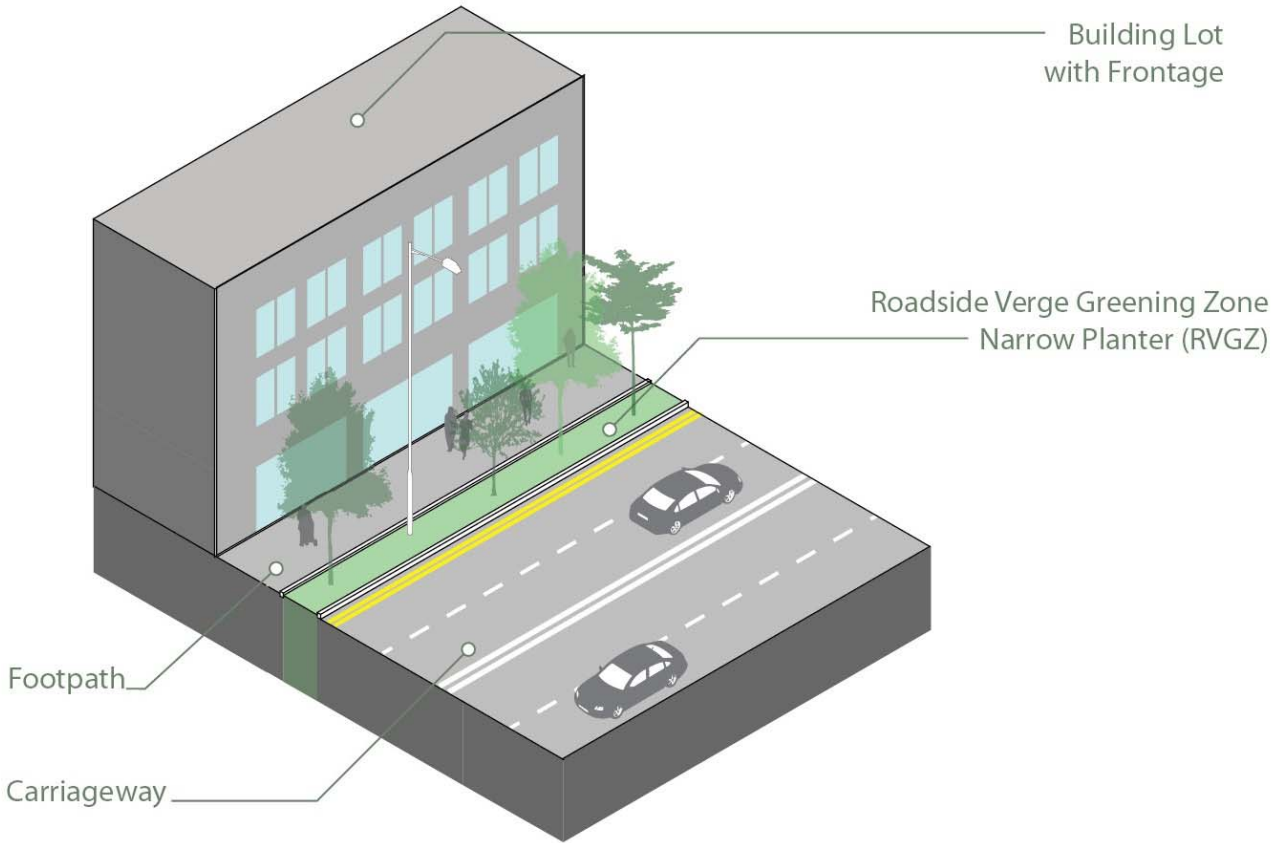 Building Lot
with Frontage
Roadside Verge Greening Zone
Narrow Planter (RVGZ)
Footpath
Carriageway